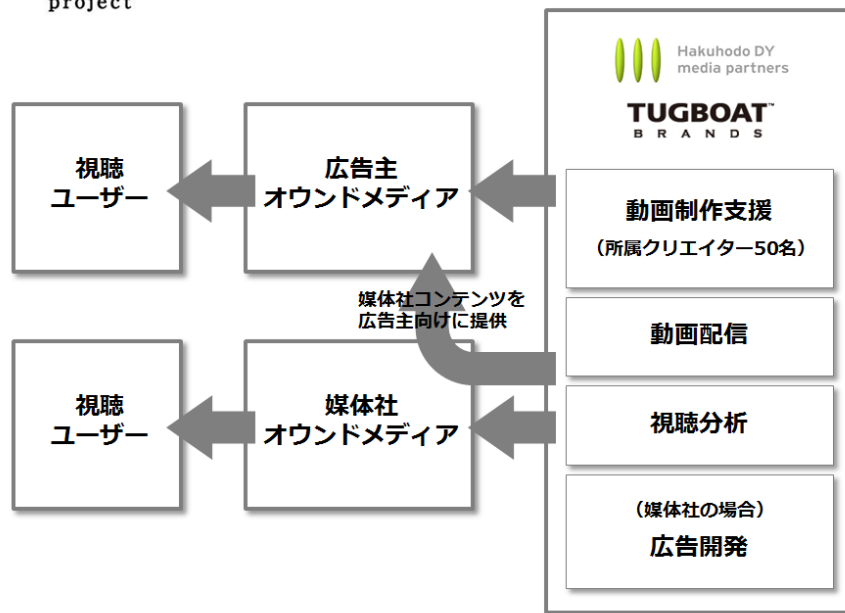 project
Hakuhodo DY
media partners
TUGBOAT™
BRANDS
視聴
ユーザー
広告主
オウンドメディア
動画制作支援
（所属クリエイター50名）
媒体社コンテンツを
広告主向けに提供
動画配信
視聴
ユーザー
媒体社
オウンドメディア
視聴分析
（媒体社の場合）
広告開発